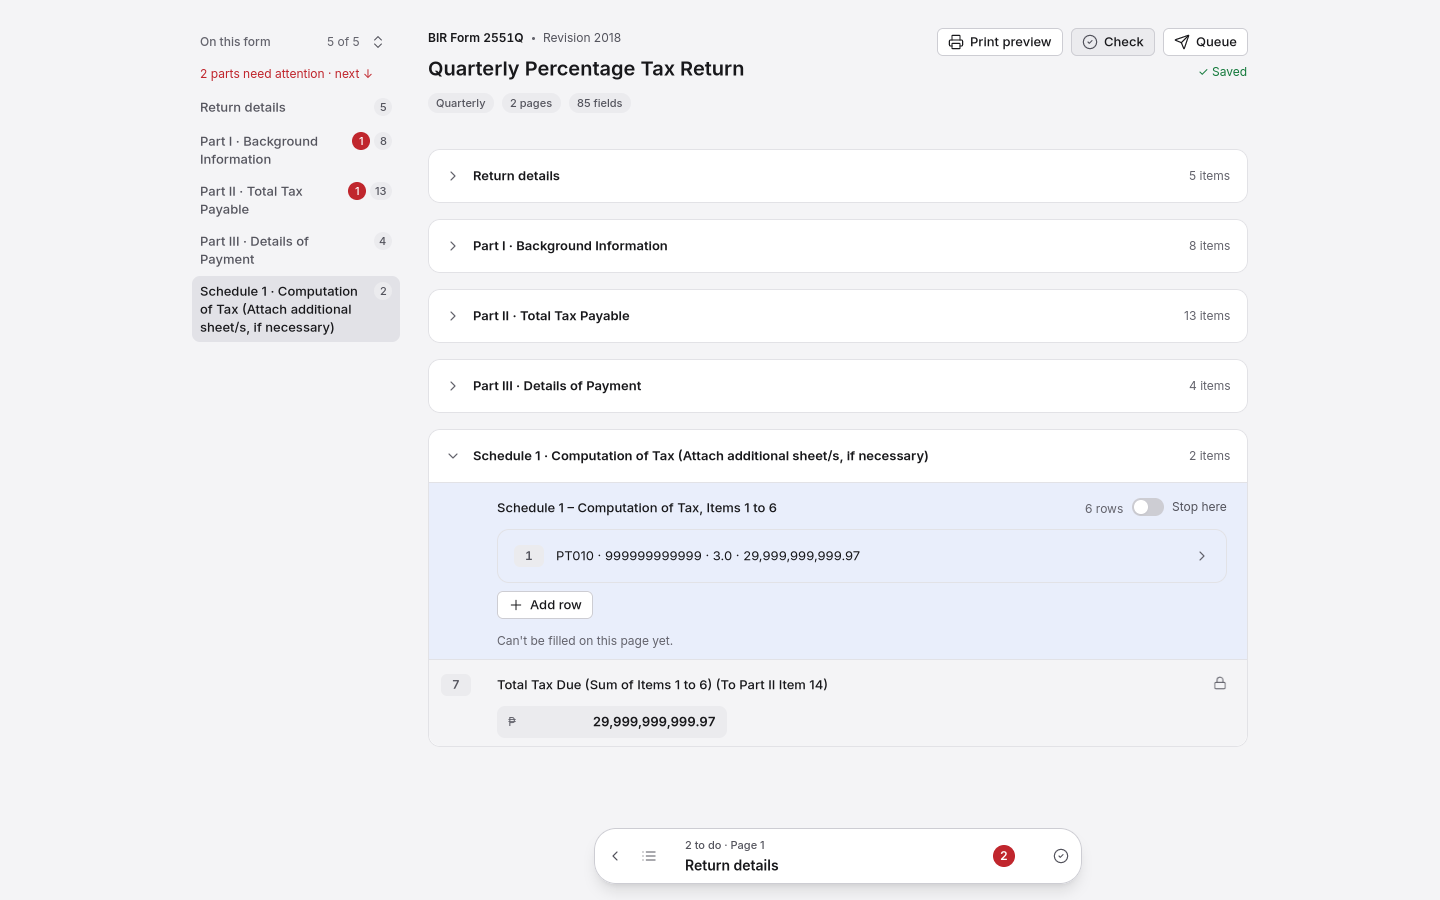 On this form
5 of 5
2 parts need attention · next ↓
Return details
5
Part I · Background
Information
1
8
Part II · Total Tax
Payable
1
13
Part III · Details of
Payment
4
Schedule 1 · Computation
of Tax (Attach additional
sheet/s, if necessary)
2
BIR Form 2551Q • Revision 2018
Quarterly Percentage Tax Return
Quarterly
2 pages
85 fields
Print preview
Check
Queue
✓ Saved
Return details
5 items
Part I · Background Information
8 items
Part II · Total Tax Payable
13 items
Part III · Details of Payment
4 items
Schedule 1 · Computation of Tax (Attach additional sheet/s, if necessary)
2 items
Schedule 1 – Computation of Tax, Items 1 to 6
6 rows
Stop here
1
PT010 · 999999999999 · 3.0 · 29,999,999,999.97
Add row
Can't be filled on this page yet.
7
Total Tax Due (Sum of Items 1 to 6) (To Part II Item 14)
₱
29,999,999,999.97
2 to do · Page 1
Return details
2